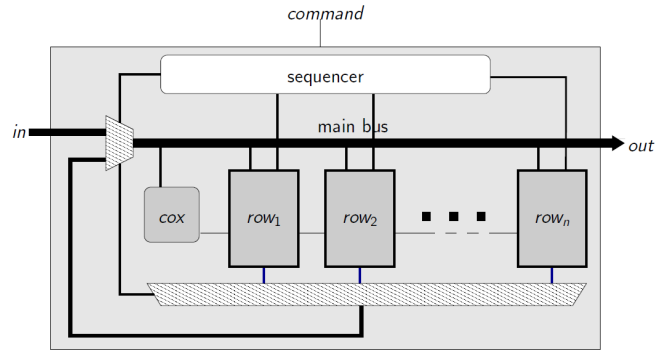 command
sequencer
in
main bus
out
cox
row1
row2
rown